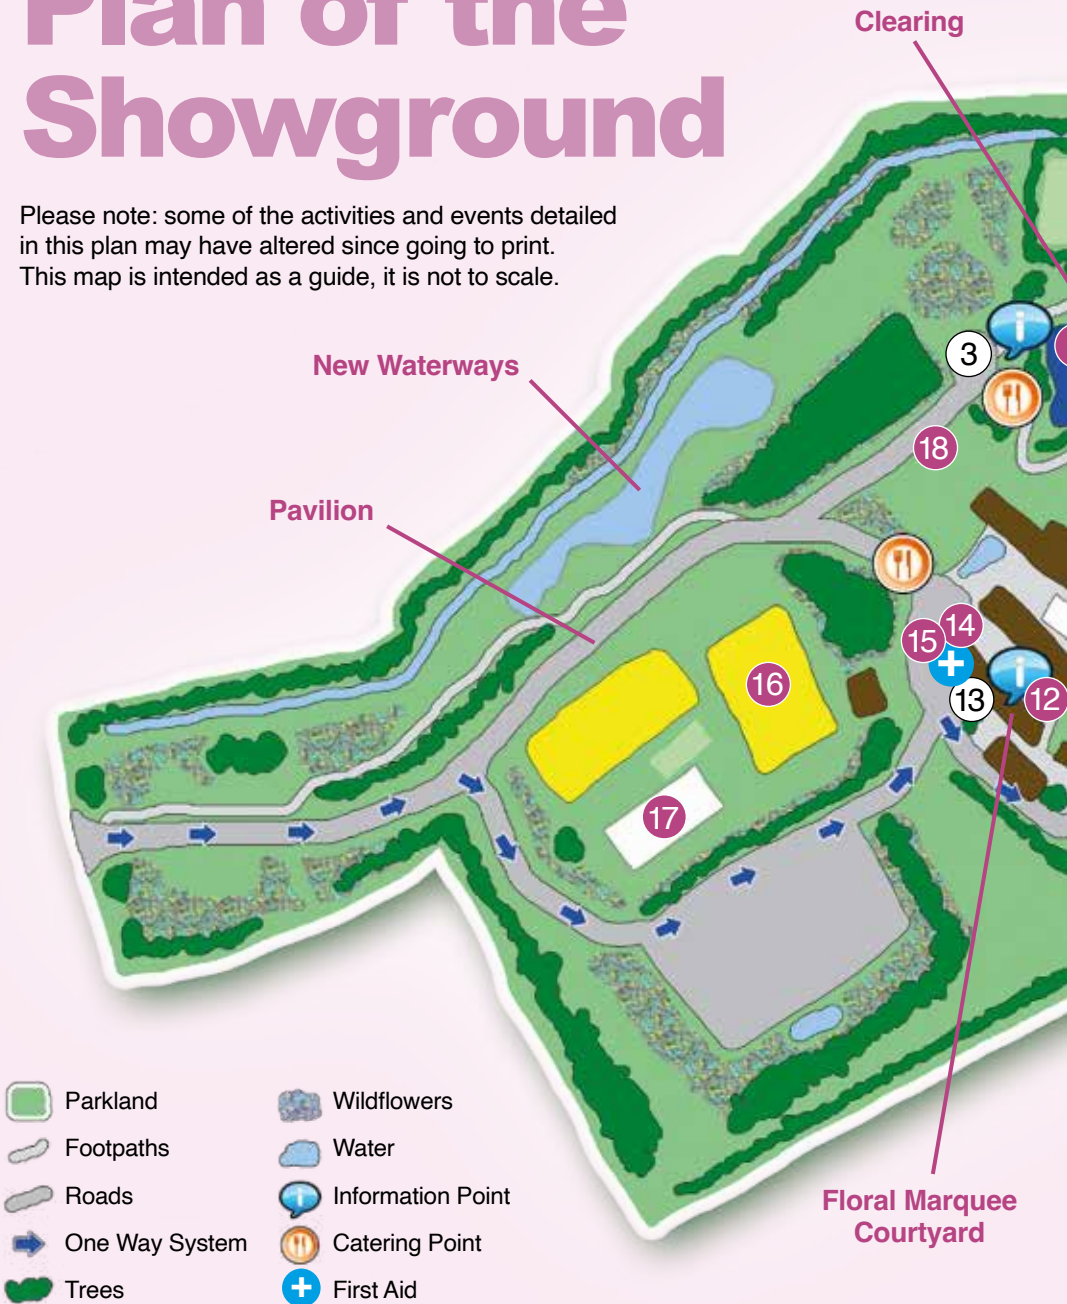 Plan of the
Showground
Please note: some of the activities and events detailed
in this plan may have altered since going to print.
This map is intended as a guide, it is not to scale.
Clearing
New Waterways
Pavilion
3
18
14
15
13
12
16
17
Floral Marquee
Courtyard
Parkland
Footpaths
Roads
One Way System
Trees
Wildflowers
Water
Information Point
Catering Point
First Aid